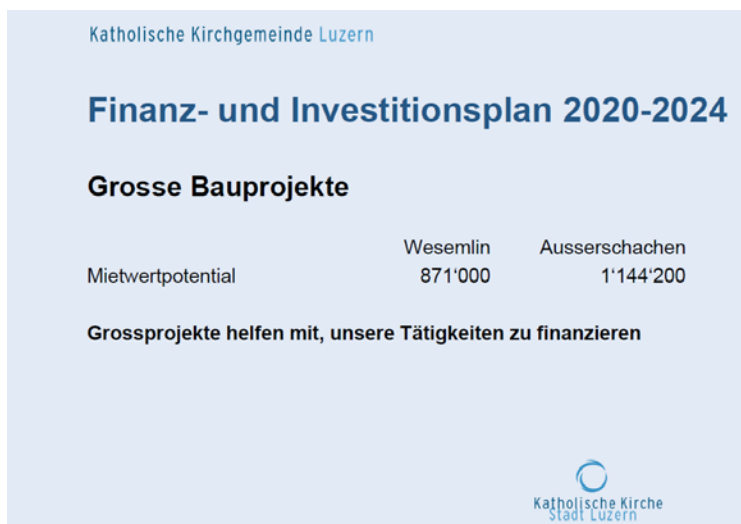 Katholische Kirchgemeinde Luzern
Finanz- und Investitionsplan 2020-2024
Grosse Bauprojekte
Wesemlin Ausserschachen
Mietwertpotential 871‘000 1‘144‘200
Grossprojekte helfen mit, unsere Tätigkeiten zu finanzieren
Katholische Kirche
Stadt Luzern